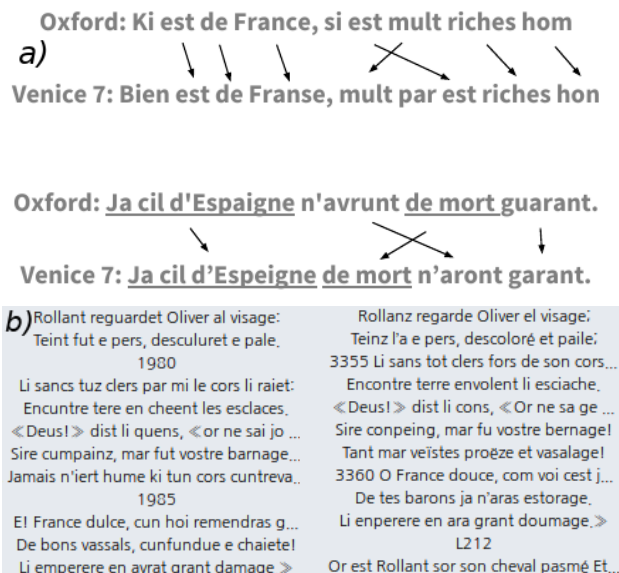 Oxford: Ki est de France, si est mult riches hom
a)
Venice 7: Bien est de Franse, mult par est riches hon
Oxford: Ja cil d'Espaigne n'avrunt de mort guarant.
Venice 7: Ja cil d’Espeigne de mort n’aront garant.
b)
Rollant reguardet Oliver al visage:
Teint fut e pers, desculuret e pale.
1980
Li sancs tuz clers par mi le cors li raiet:
Encuntre tere en cheent les esclaces.
≪Deus!≫ dist li quens, ≪or ne sai jo ...
Sire cumpainz, mar fut vostre barnage...
Jamais n'iert hume ki tun cors cuntreva..
1985
E! France dulce, cun hoi remendras g...
De bons vassals, cunfundue e chaiete!
Li emperere en avrat grant damage ≫
Rollanz regarde Oliver el visage;
Teinz l'a e pers, descoloré et paile;
3355 Li sans tot clers fors de son cors...
Encontre terre envolent li esciache.
≪Deus!≫ dist li cons, ≪Or ne sa ge ...
Sire conpeing, mar fu vostre bernage!
Tant mar veïstes proëze et vasalage!
3360 O France douce, com voi cest j...
De tes barons ja n'aras estorage.
Li enperere en ara grant doumage.≫
L212
Or est Rollant sor son cheval pasmé Et...